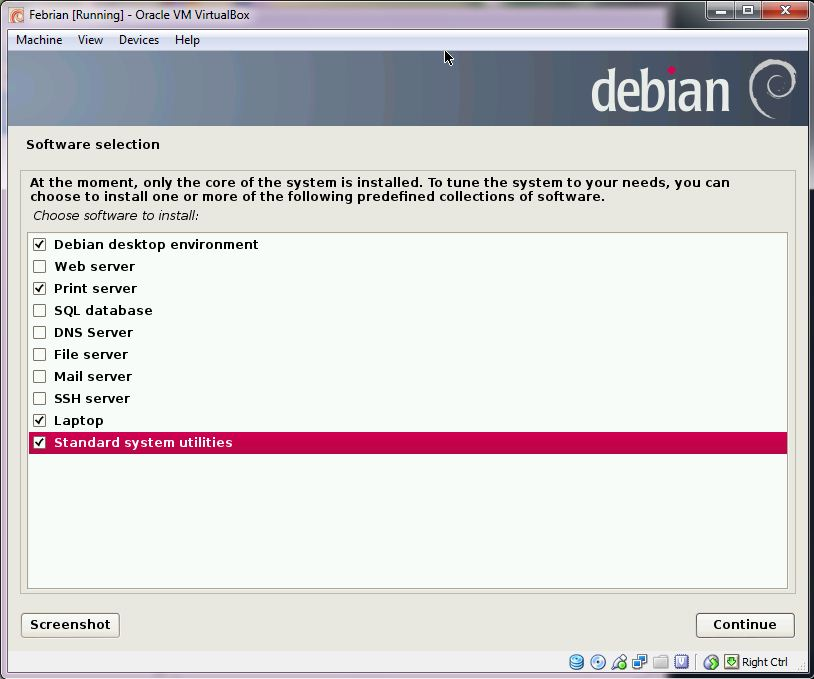 Febrian [Running] - Oracle VM VirtualBox
Machine View Devices Help
debian
Software selection
At the moment, only the core of the system is installed. To tune the system to your needs, you can
choose to install one or more of the following predefined collections of software.
Choose software to install:
Debian desktop environment
Web server
Print server
SQL database
DNS Server
File server
Mail server
SSH server
Laptop
Standard system utilities
Screenshot Continue
Right Ctrl